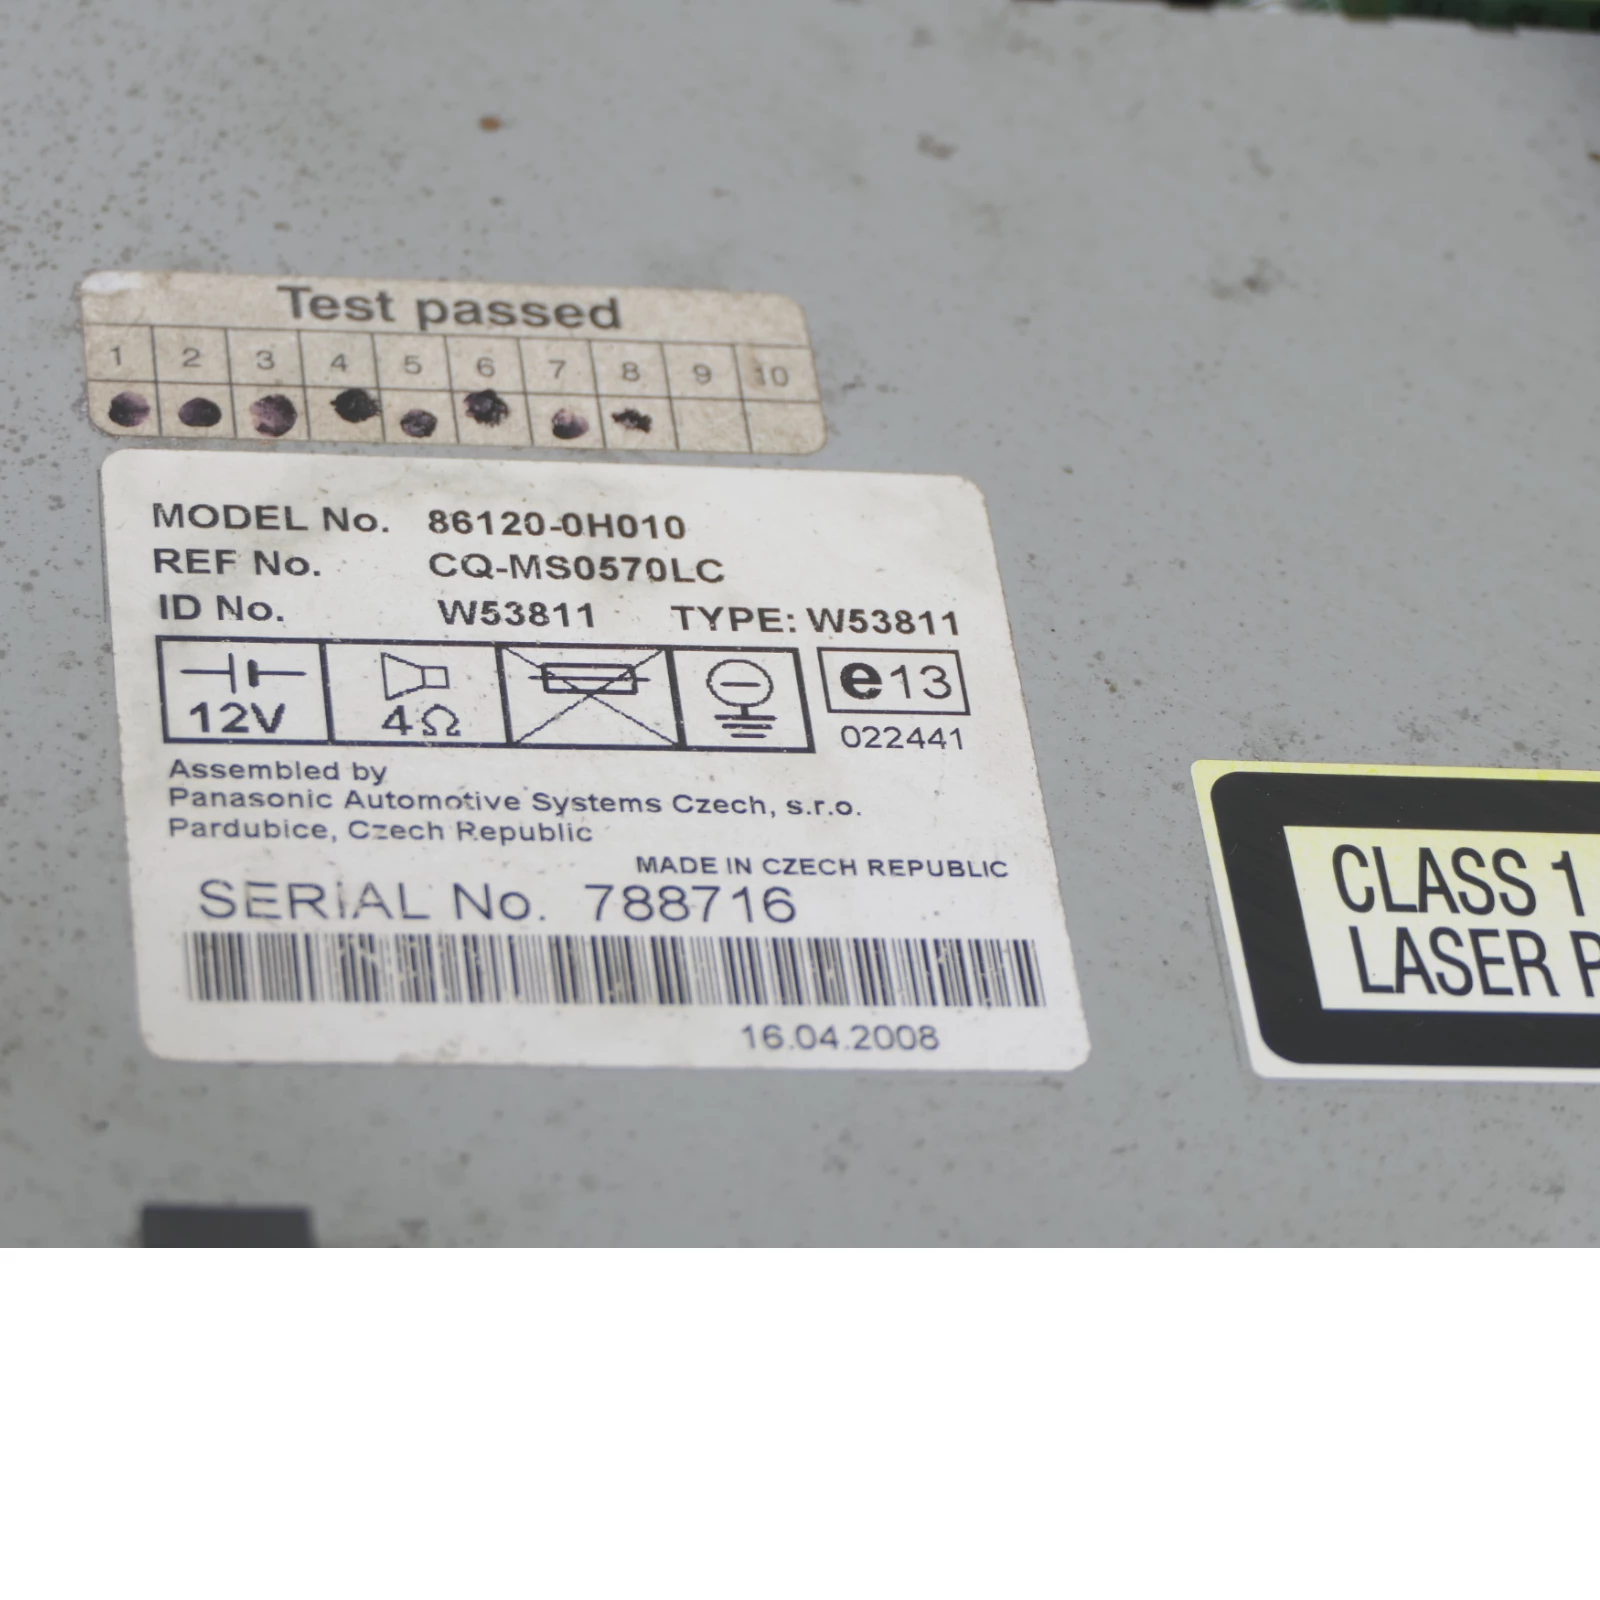 Test passed
1 2 3 4 5 6 7 8 9 10
MODEL No. 86120-0H010
REF No. CQ-MS0570LC
ID No. W53811 TYPE: W53811
12V 4Ω e13
022441
Assembled by
Panasonic Automotive Systems Czech, s.r.o.
Pardubice, Czech Republic
MADE IN CZECH REPUBLIC
SERIAL No. 788716
16.04.2008
CLASS 1
LASER P